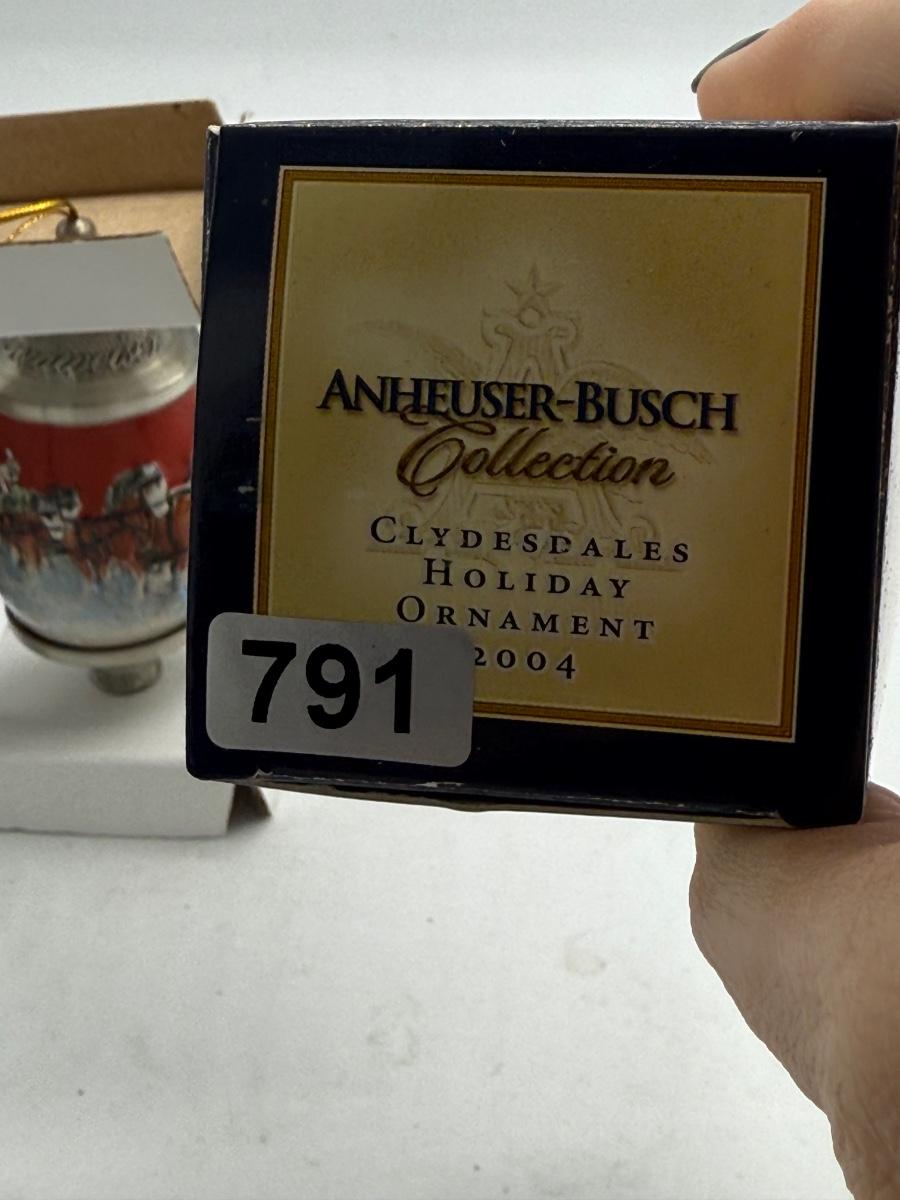 ANHEUSER-BUSCH
Collection
CLYDESDALES
HOLIDAY
ORNAMENT
2004
791